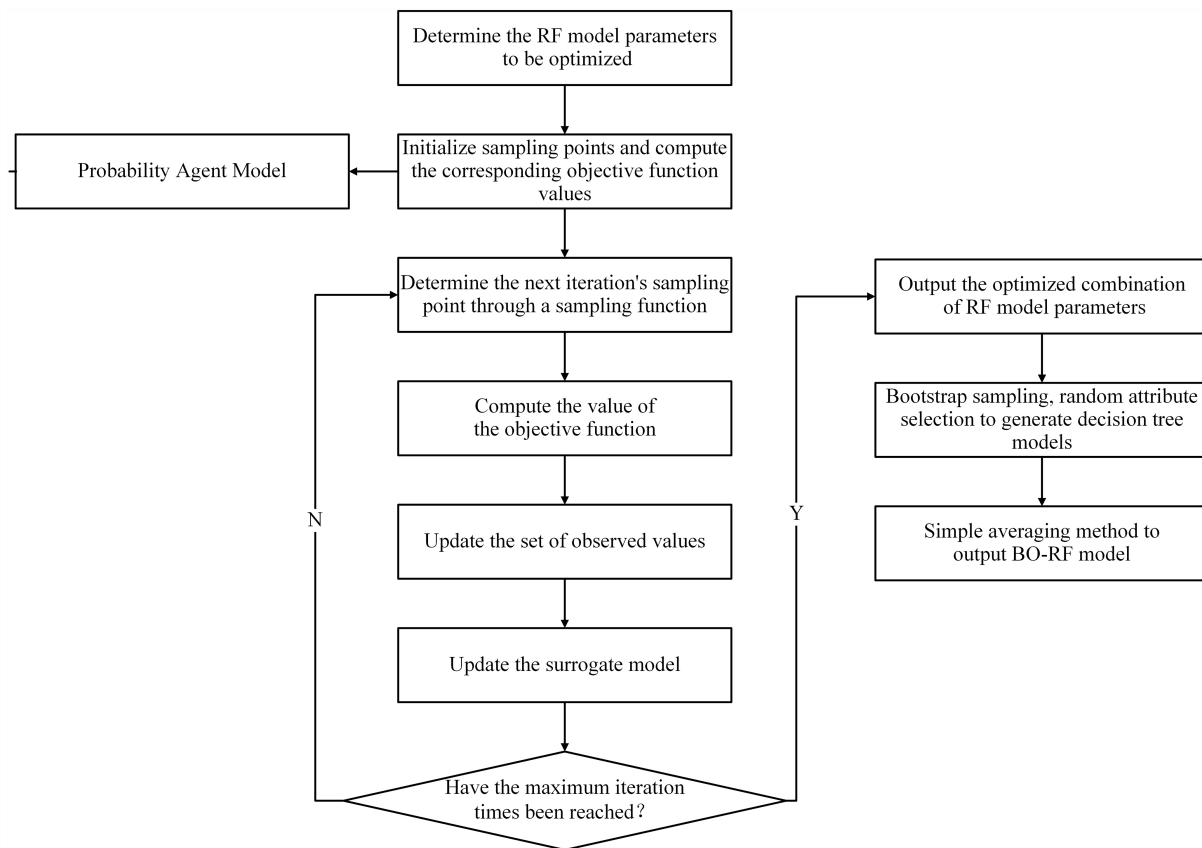 Determine the RF model parameters
to be optimized
Probability Agent Model
Initialize sampling points and compute
the corresponding objective function
values
Determine the next iteration's sampling
point through a sampling function
Compute the value of
the objective function
Update the set of observed values
Update the surrogate model
Have the maximum iteration
times been reached?
N
Y
Output the optimized combination
of RF model parameters
Bootstrap sampling, random attribute
selection to generate decision tree
models
Simple averaging method to
output BO-RF model